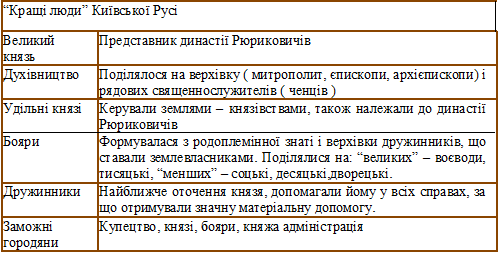 “Кращі люди” Київської Русі
Великий князь
Представник династії Рюриковичів
Духівництво
Поділялося на верхівку ( митрополит, єпископи, архієпископи) і
рядових священнослужителів ( ченців )
Удільні князі
Керували землями – князівствами, також належали до династії
Рюриковичів
Бояри
Формувалася з родоплемінної знаті і верхівки дружинників, що
ставали землевласниками. Поділялися на: “великих” – воєводи,
тисяцькі, “менших” – соцькі, десяцькі,дворецькі.
Дружинники
Найближче оточення князя, допомагали йому у всіх справах, за
що отримували значну матеріальну допомогу.
Заможні
городяни
Купецтво, князі, бояри, княжа адміністрація